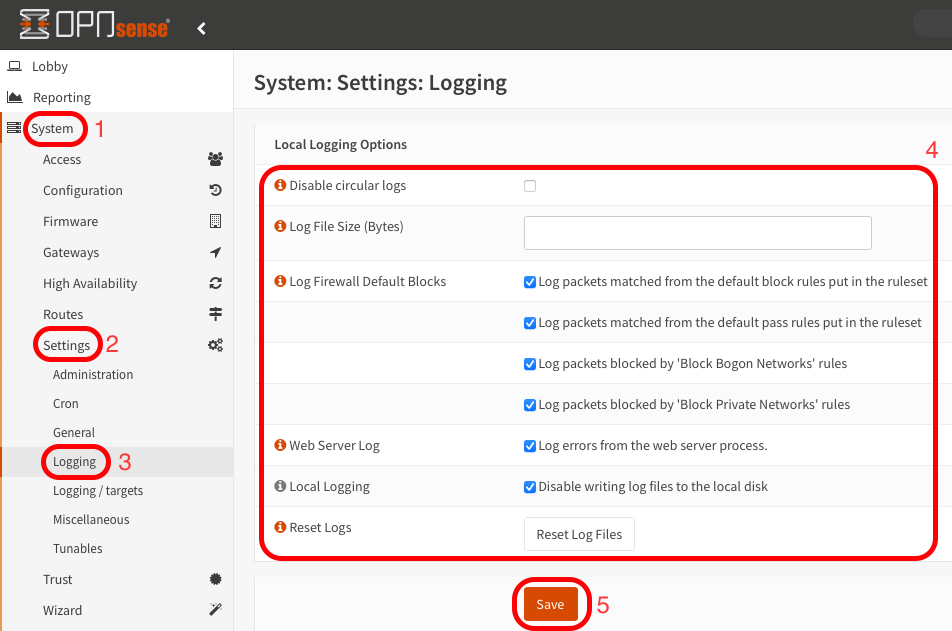 OPNsense
Lobby
Reporting
System 1
Access
Configuration
Firmware
Gateways
High Availability
Routes
Settings 2
Administration
Cron
General
Logging 3
Logging / targets
Miscellaneous
Tunables
Trust
Wizard
System: Settings: Logging
Local Logging Options
4
Disable circular logs
Log File Size (Bytes)
Log Firewall Default Blocks
Log packets matched from the default block rules put in the ruleset
Log packets matched from the default pass rules put in the ruleset
Log packets blocked by 'Block Bogon Networks' rules
Log packets blocked by 'Block Private Networks' rules
Web Server Log
Log errors from the web server process.
Local Logging
Disable writing log files to the local disk
Reset Logs
Reset Log Files
Save 5